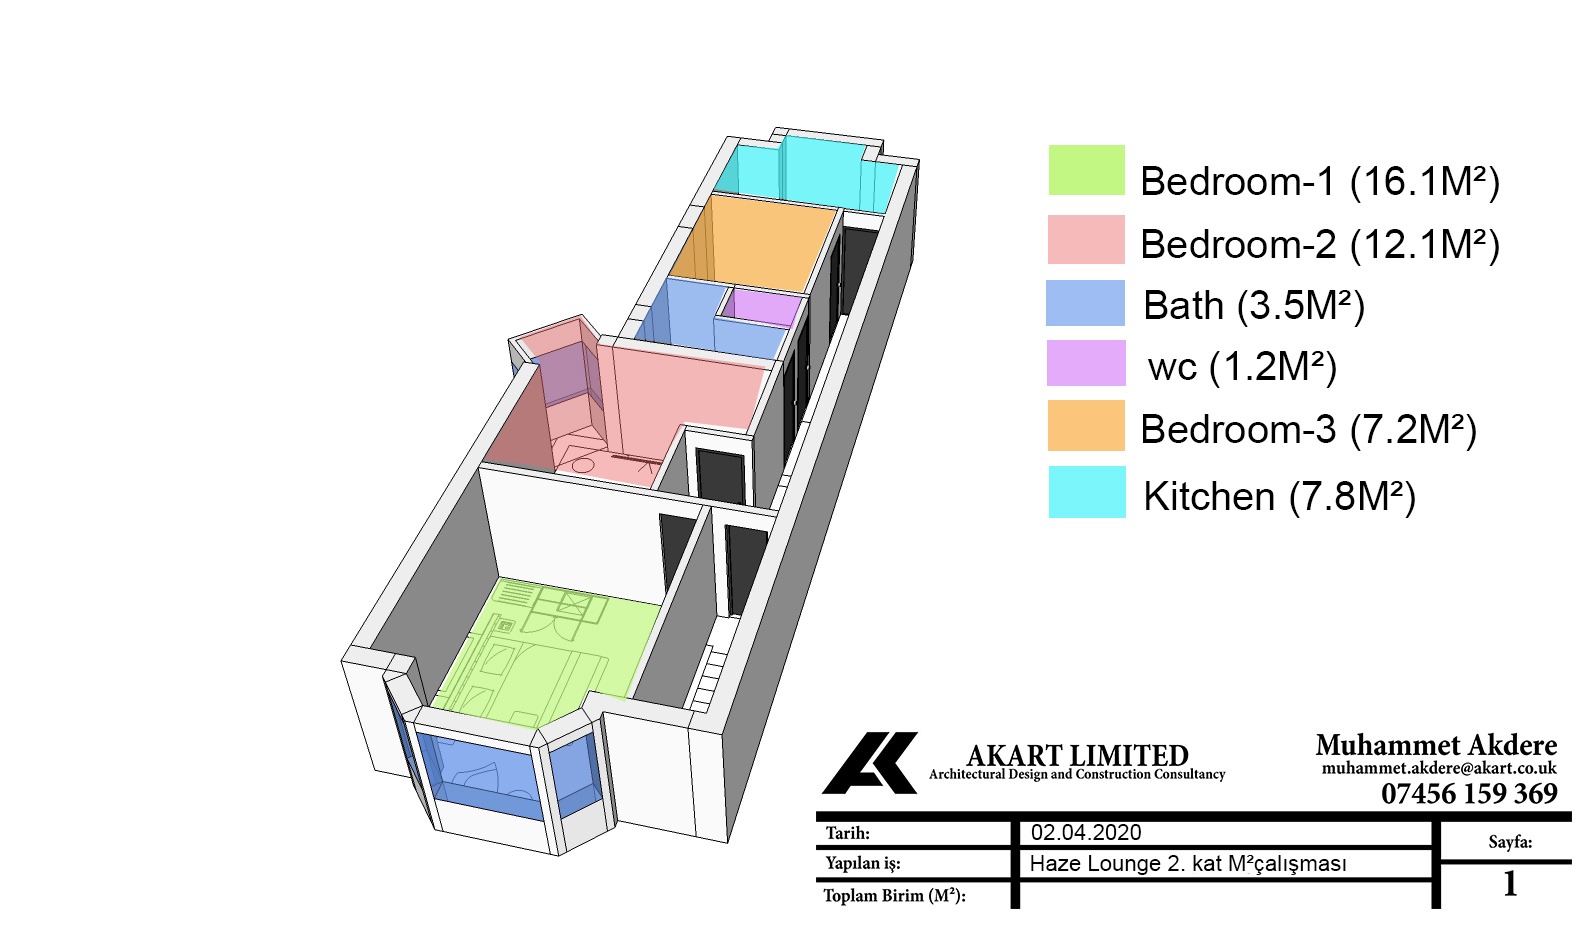 Bedroom-1 (16.1M²)
Bedroom-2 (12.1M²)
Bath (3.5M²)
wc (1.2M²)
Bedroom-3 (7.2M²)
Kitchen (7.8M²)
AKART LIMITED
Architectural Design and Construction Consultancy
Muhammet Akdere
muhammet.akdere@akart.co.uk
07456 159 369
Tarih: 02.04.2020
Yapılan iş: Haze Lounge 2. kat M²çalışması
Toplam Birim (M²):
Sayfa:
1